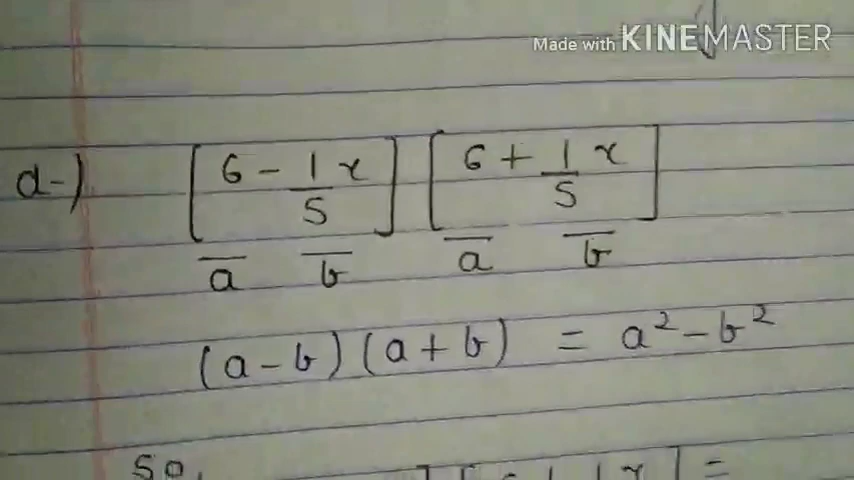 Made with KINEMASTER
d-) [6 - 1/5 x] [6 + 1/5 x]
a b a b
(a - b) (a + b) = a² - b²
So,